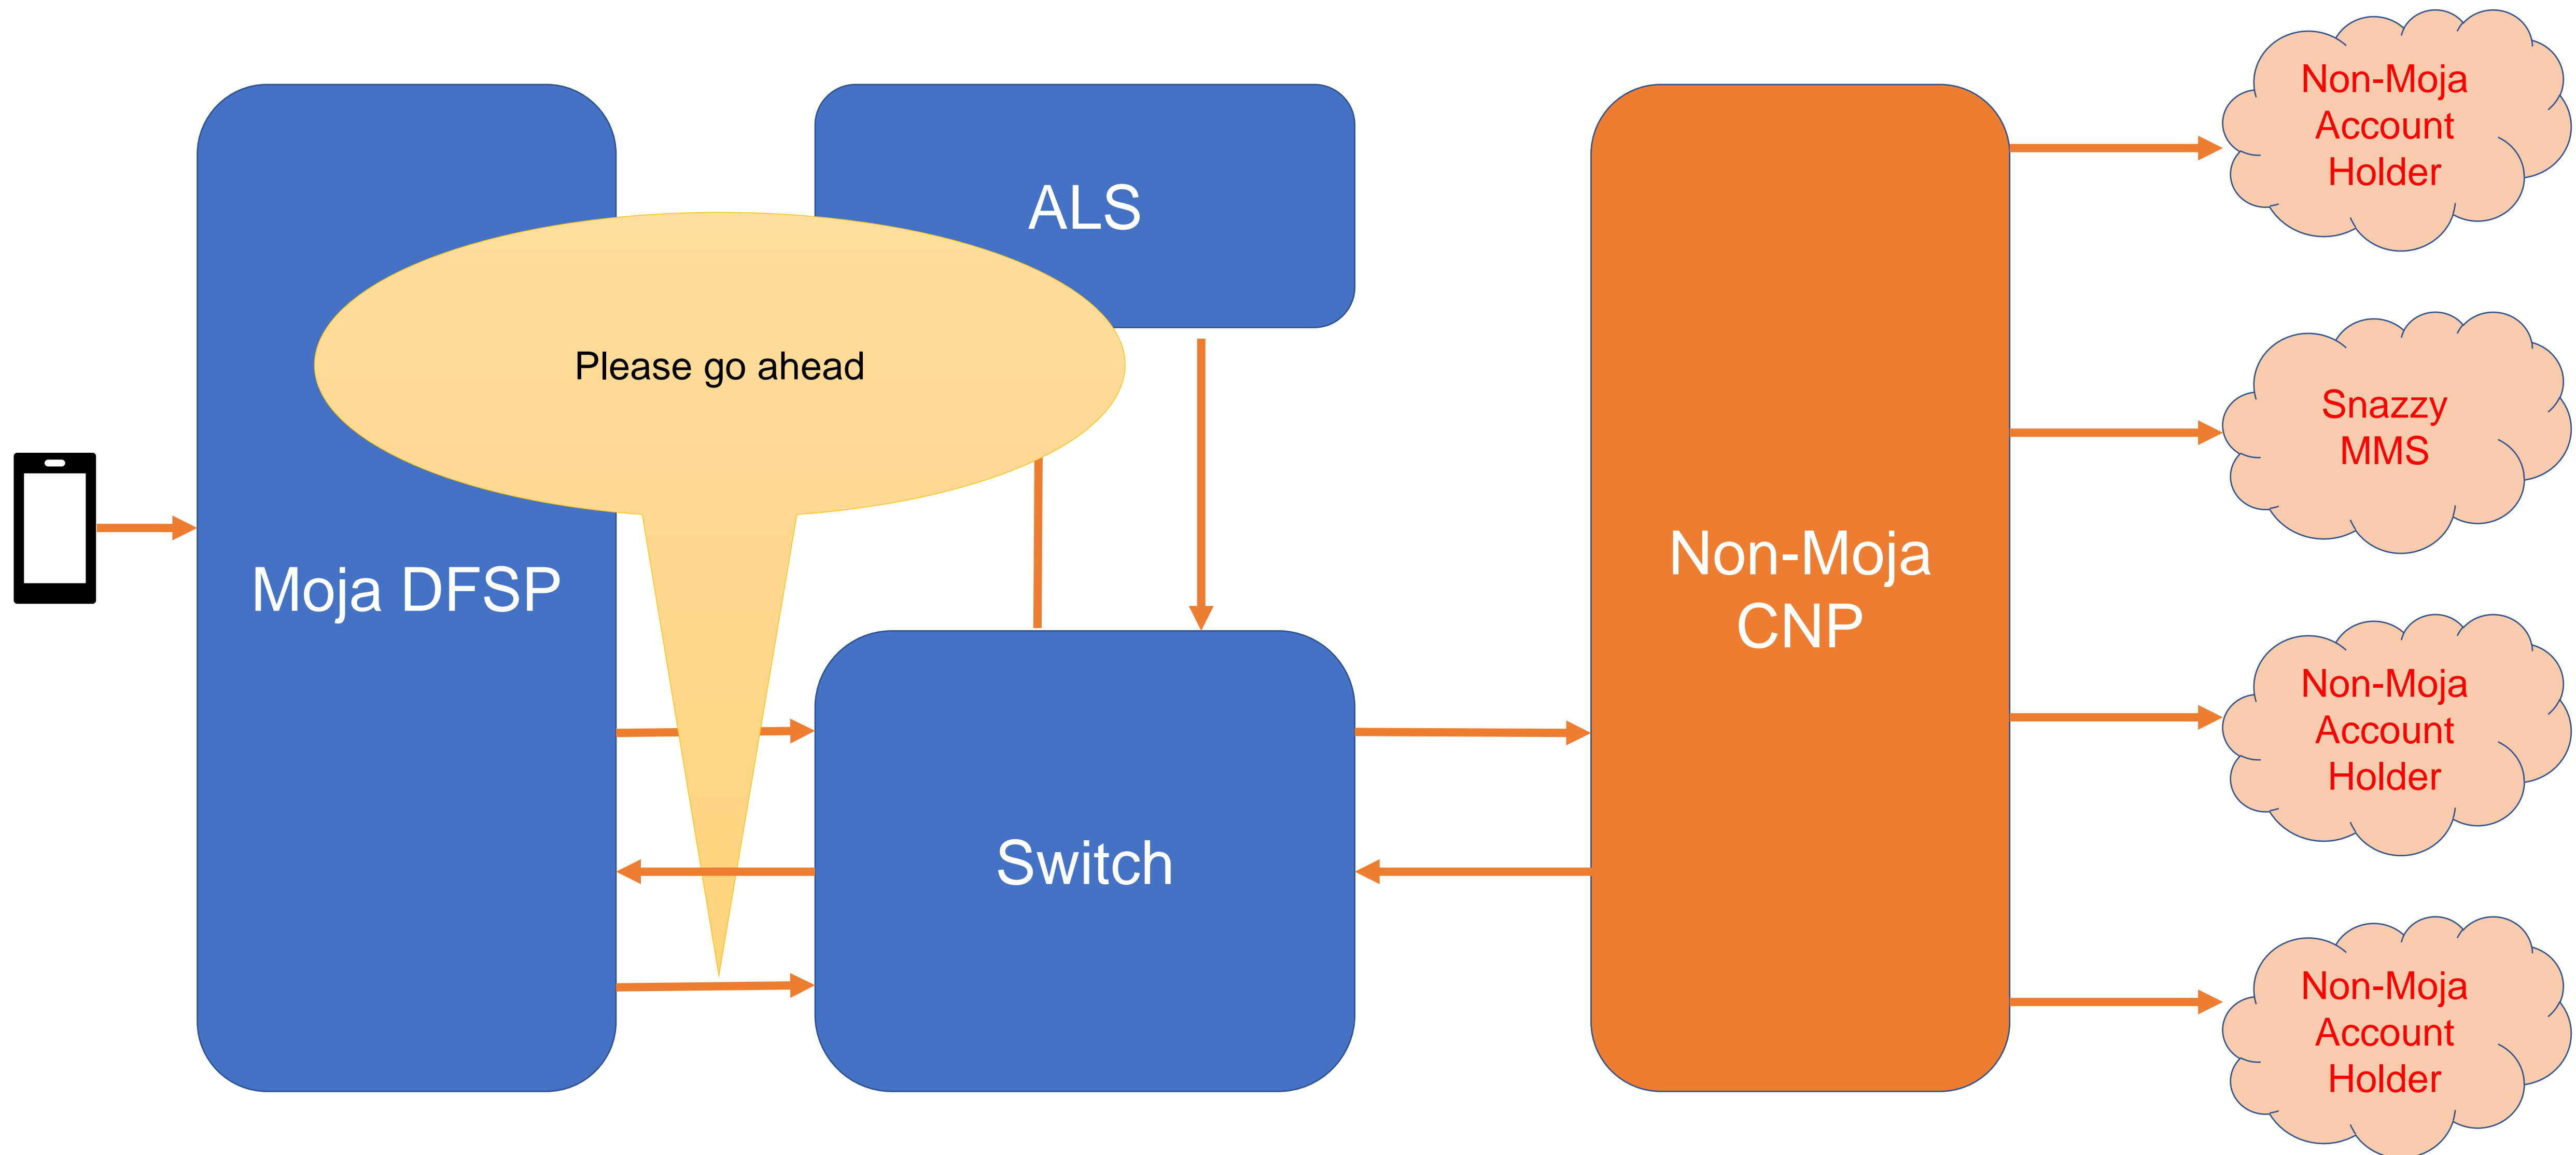 Moja DFSP
ALS
Please go ahead
Switch
Non-Moja
CNP
Non-Moja
Account
Holder
Snazzy
MMS
Non-Moja
Account
Holder
Non-Moja
Account
Holder